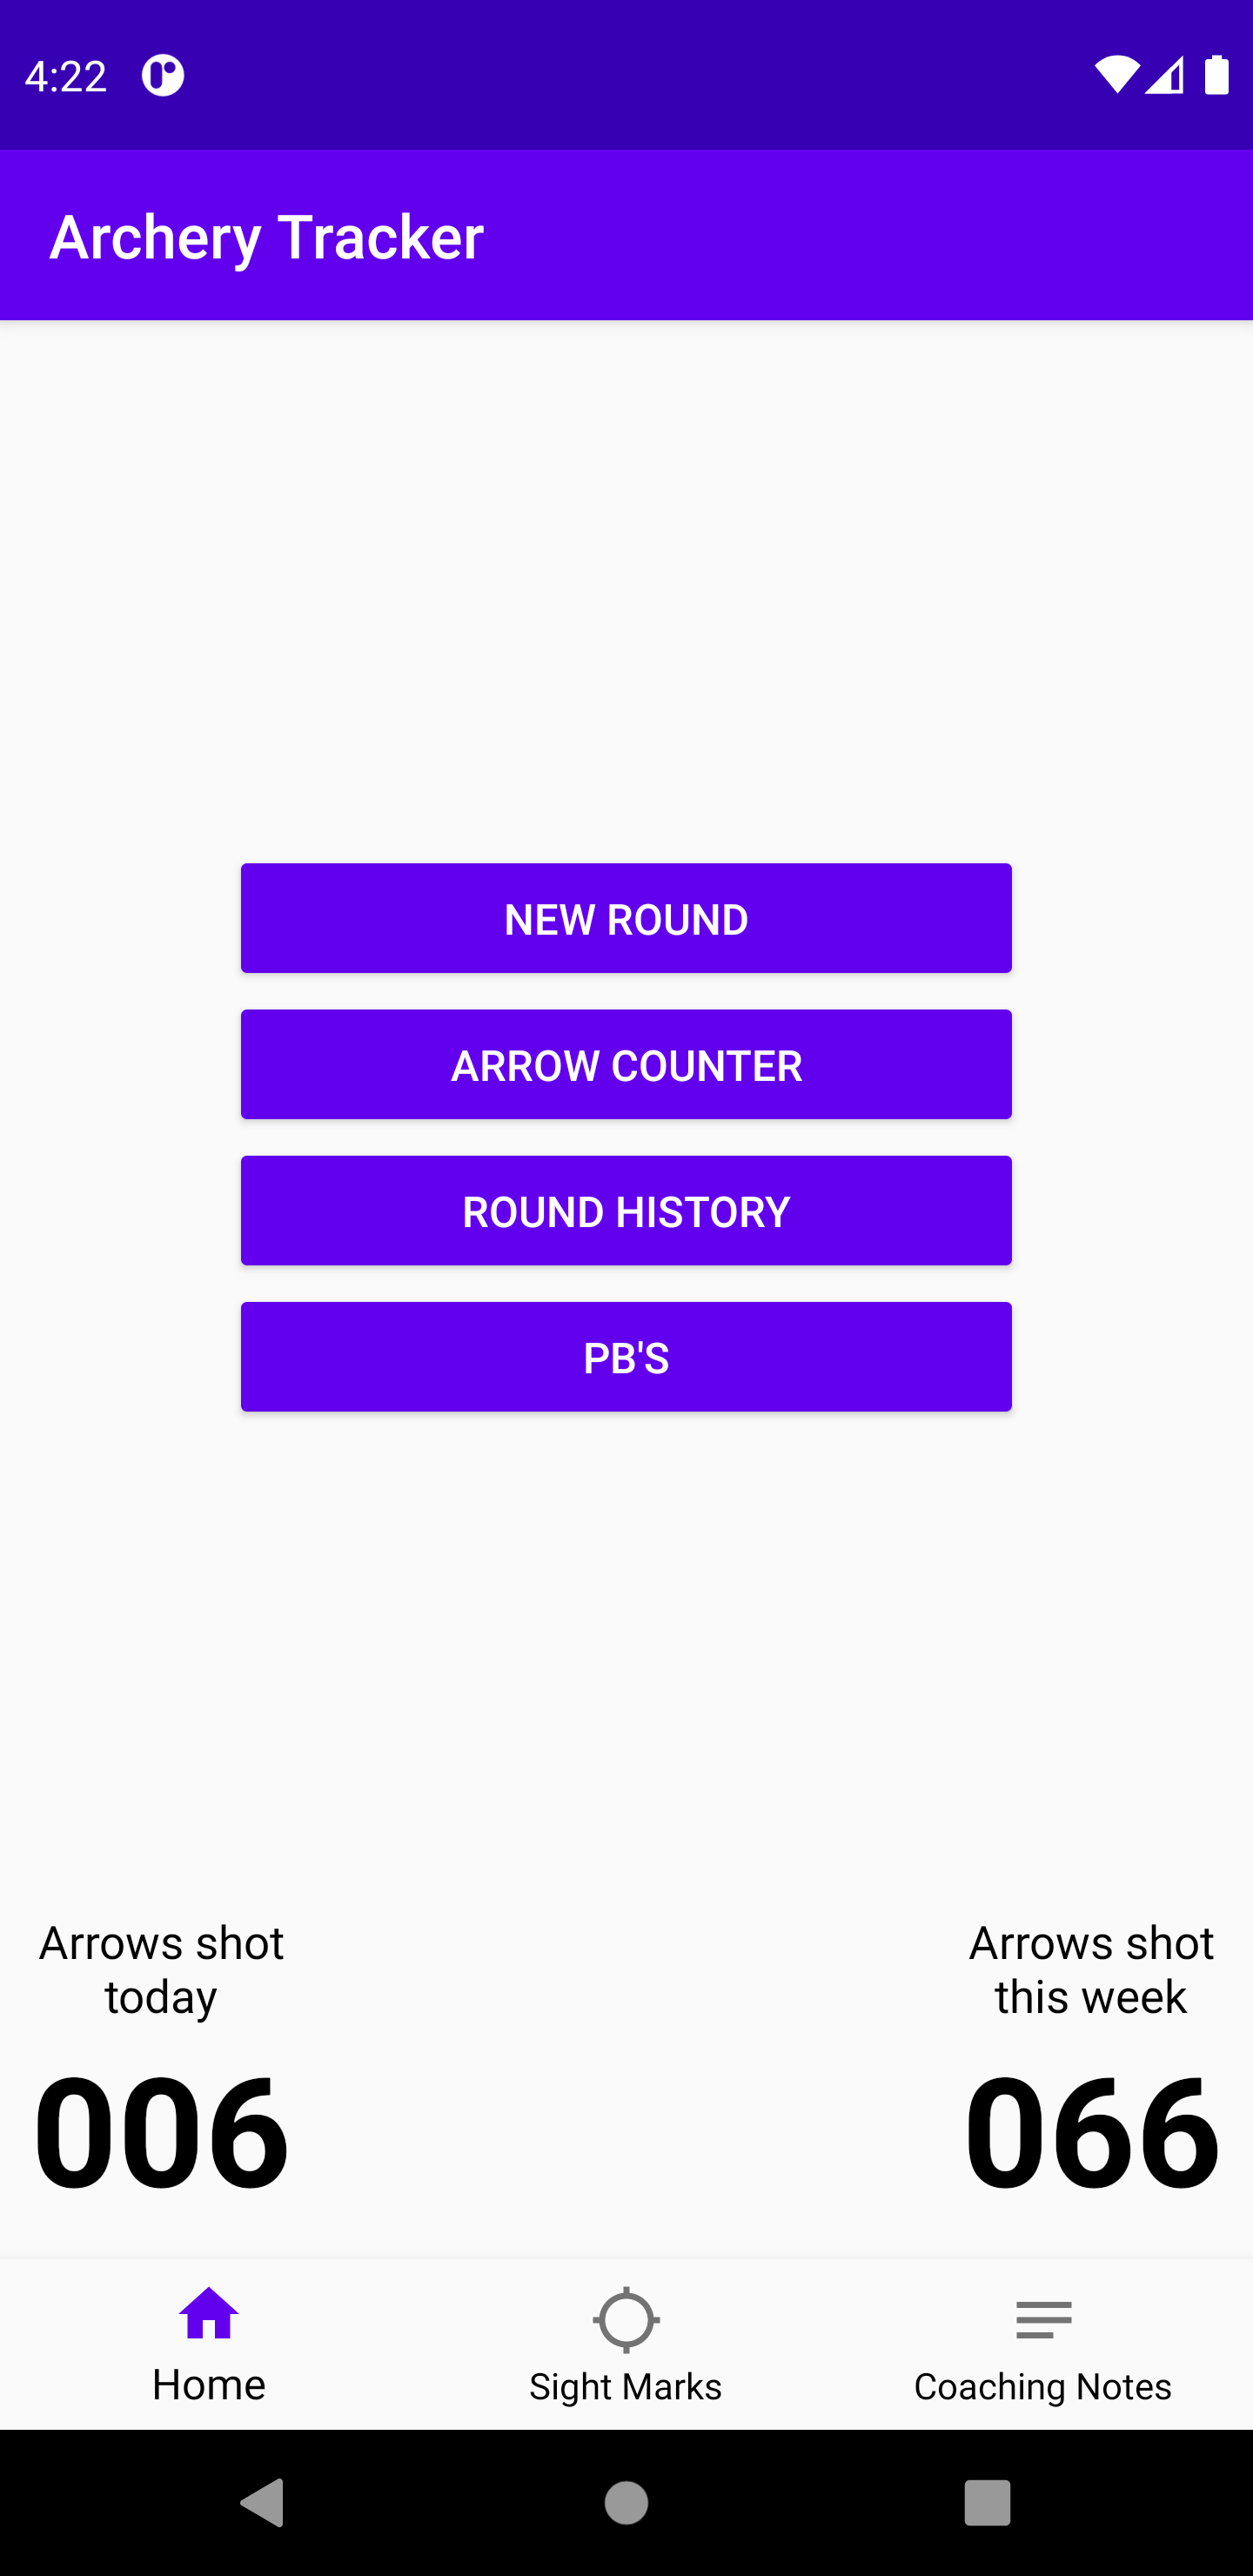 4:22
Archery Tracker
NEW ROUND
ARROW COUNTER
ROUND HISTORY
PB'S
Arrows shot
today
006
Arrows shot
this week
066
Home
Sight Marks
Coaching Notes